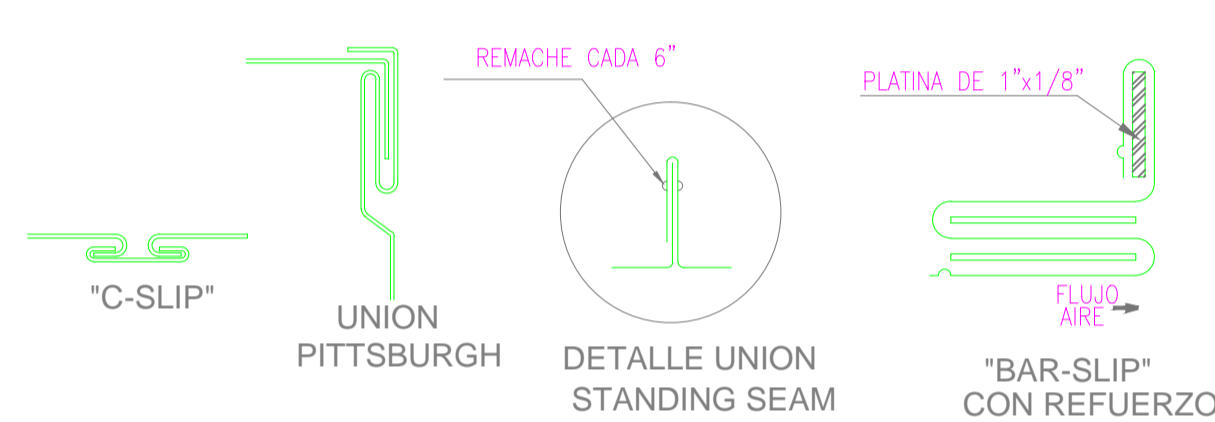 REMACHE CADA 6"
PLATINA DE 1"x1/8"
"C-SLIP"
UNION
PITTSBURGH
DETALLE UNION
STANDING SEAM
FLUJO
AIRE
"BAR-SLIP"
CON REFUERZO